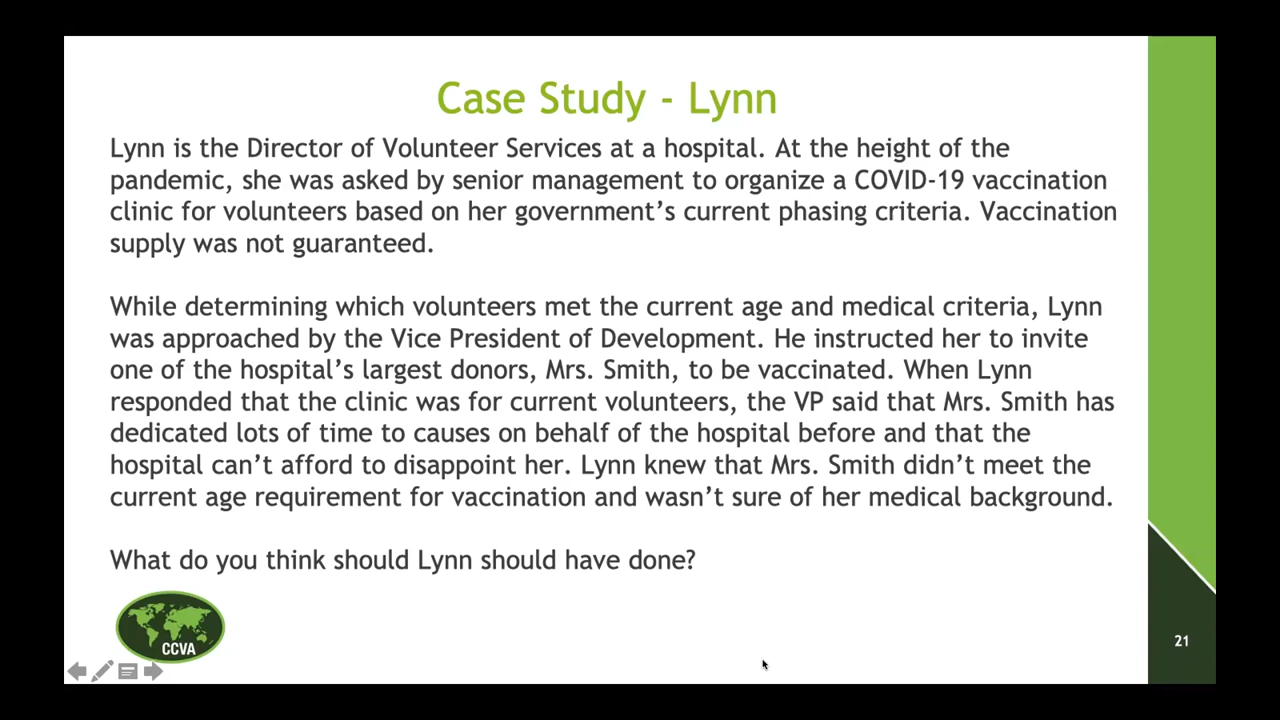 Case Study - Lynn
Lynn is the Director of Volunteer Services at a hospital. At the height of the
pandemic, she was asked by senior management to organize a COVID-19 vaccination
clinic for volunteers based on her government’s current phasing criteria. Vaccination
supply was not guaranteed.
While determining which volunteers met the current age and medical criteria, Lynn
was approached by the Vice President of Development. He instructed her to invite
one of the hospital’s largest donors, Mrs. Smith, to be vaccinated. When Lynn
responded that the clinic was for current volunteers, the VP said that Mrs. Smith has
dedicated lots of time to causes on behalf of the hospital before and that the
hospital can’t afford to disappoint her. Lynn knew that Mrs. Smith didn’t meet the
current age requirement for vaccination and wasn’t sure of her medical background.
What do you think should Lynn should have done?
CCVA
21